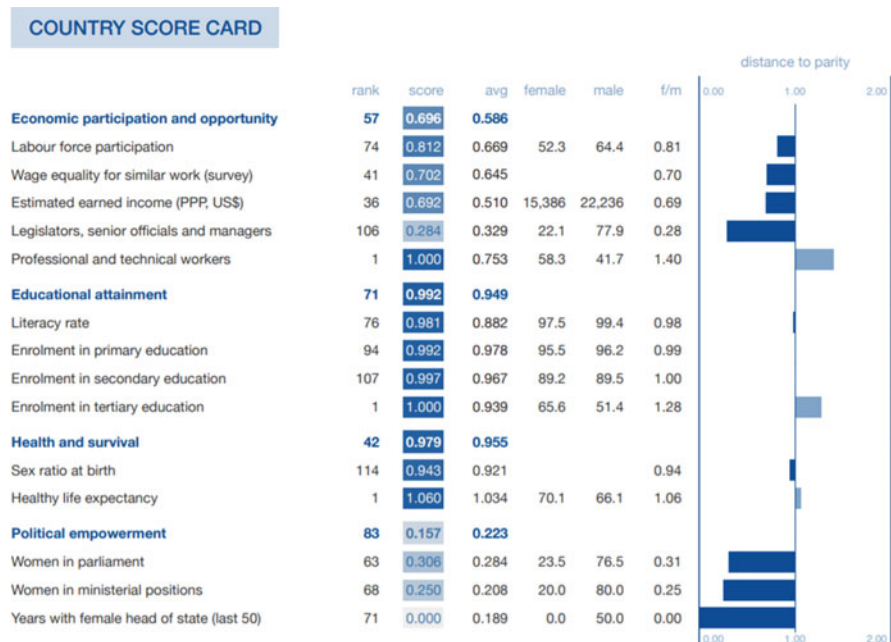 COUNTRY SCORE CARD
distance to parity
rank score avg female male f/m 0.00 1.00 2.00
Economic participation and opportunity 57 0.696 0.586
Labour force participation 74 0.812 0.669 52.3 64.4 0.81
Wage equality for similar work (survey) 41 0.702 0.645 0.70
Estimated earned income (PPP, US$) 36 0.692 0.510 15,386 22,236 0.69
Legislators, senior officials and managers 106 0.284 0.329 22.1 77.9 0.28
Professional and technical workers 1 1.000 0.753 58.3 41.7 1.40
Educational attainment 71 0.992 0.949
Literacy rate 76 0.981 0.882 97.5 99.4 0.98
Enrolment in primary education 94 0.992 0.978 95.5 96.2 0.99
Enrolment in secondary education 107 0.997 0.967 89.2 89.5 1.00
Enrolment in tertiary education 1 1.000 0.939 65.6 51.4 1.28
Health and survival 42 0.979 0.955
Sex ratio at birth 114 0.943 0.921 0.94
Healthy life expectancy 1 1.060 1.034 70.1 66.1 1.06
Political empowerment 83 0.157 0.223
Women in parliament 63 0.306 0.284 23.5 76.5 0.31
Women in ministerial positions 68 0.250 0.208 20.0 80.0 0.25
Years with female head of state (last 50) 71 0.000 0.189 0.0 50.0 0.00
0.00 1.00 2.00